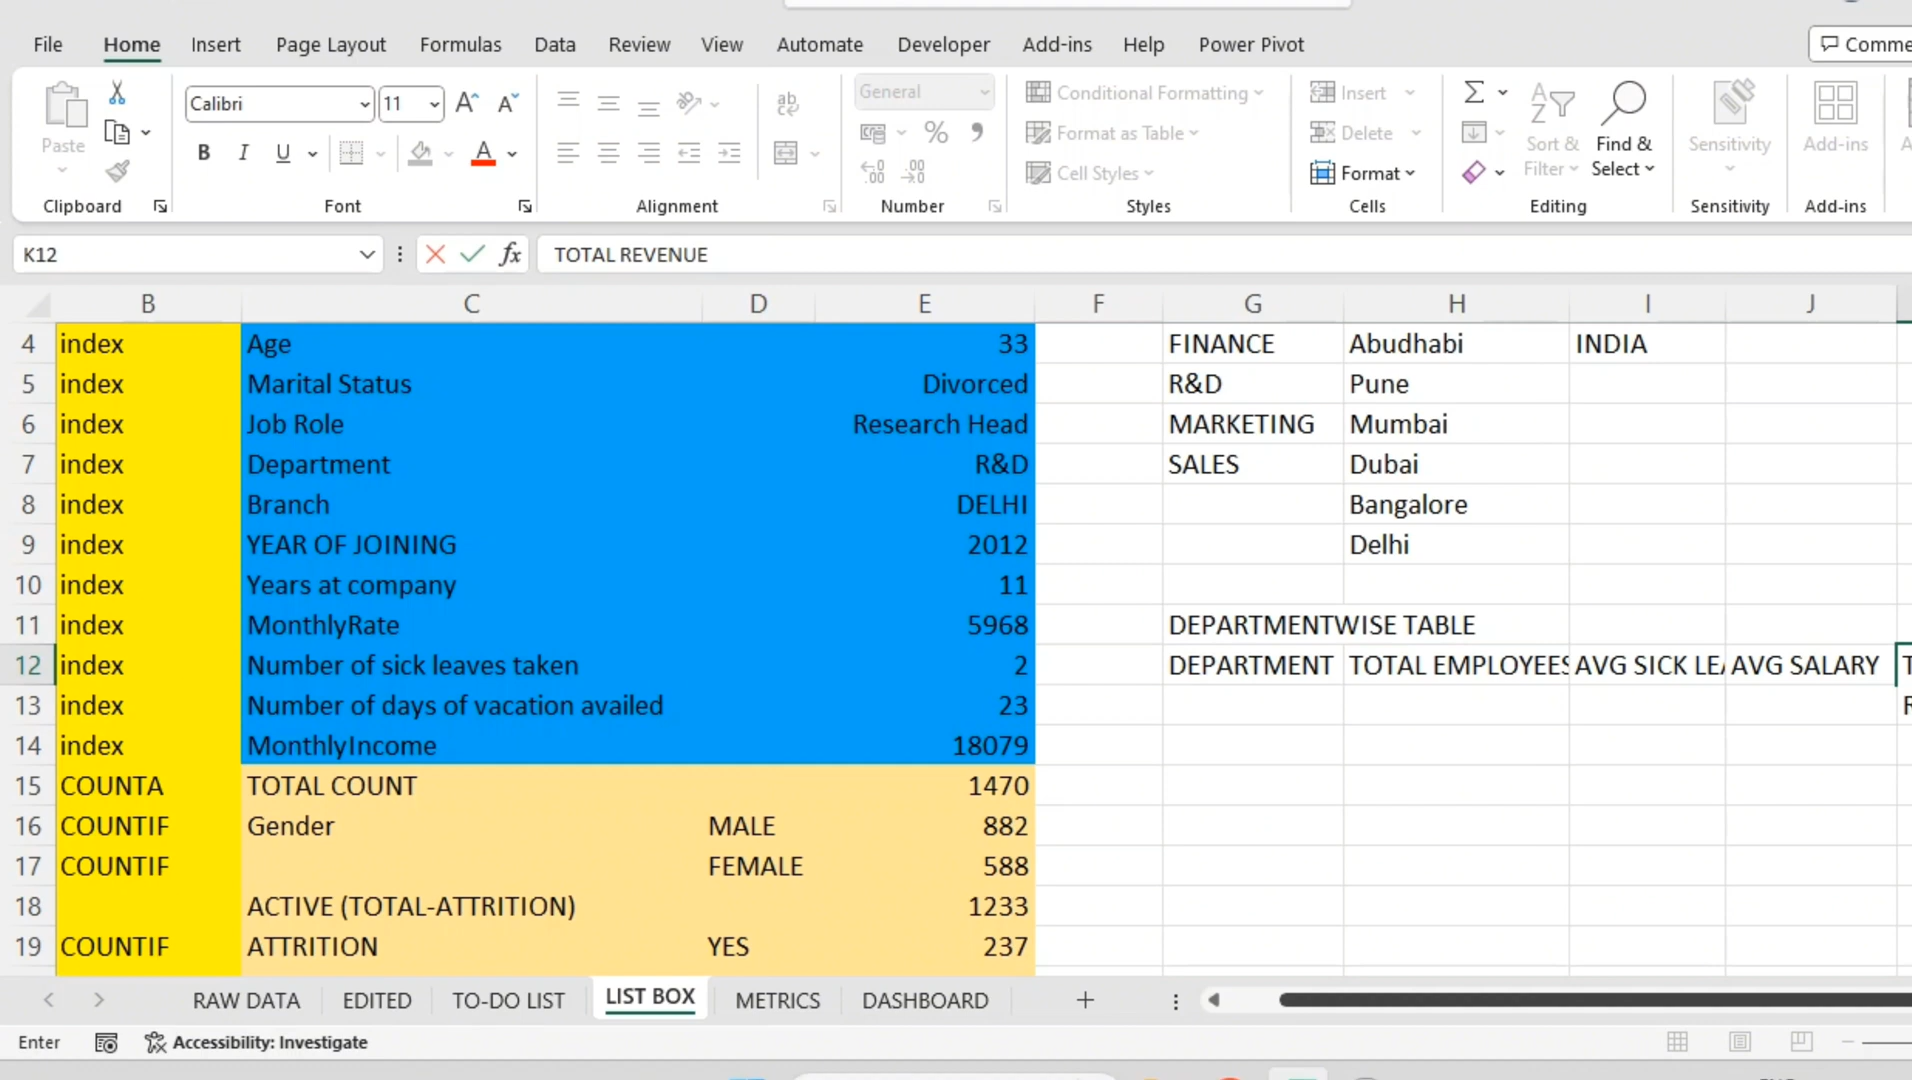 File Home Insert Page Layout Formulas Data Review View Automate Developer Add-ins Help Power Pivot
Calibri 11 General Conditional Formatting Insert
Format as Table Delete
Paste Sort & Find & Sensitivity Add-ins
B I U A Cell Styles Format Filter Select
Clipboard Font Alignment Number Styles Cells Editing Sensitivity Add-ins
K12 fx TOTAL REVENUE
B C D E F G H I J
4 index Age 33 FINANCE Abudhabi INDIA
5 index Marital Status Divorced R&D Pune
6 index Job Role Research Head MARKETING Mumbai
7 index Department R&D SALES Dubai
8 index Branch DELHI Bangalore
9 index YEAR OF JOINING 2012 Delhi
10 index Years at company 11
11 index MonthlyRate 5968 DEPARTMENTWISE TABLE
12 index Number of sick leaves taken 2 DEPARTMENT TOTAL EMPLOYEES AVG SICK LEA AVG SALARY
13 index Number of days of vacation availed 23
14 index MonthlyIncome 18079
15 COUNTA TOTAL COUNT 1470
16 COUNTIF Gender MALE 882
17 COUNTIF FEMALE 588
18 ACTIVE (TOTAL-ATTRITION) 1233
19 COUNTIF ATTRITION YES 237
RAW DATA EDITED TO-DO LIST LIST BOX METRICS DASHBOARD
Enter Accessibility: Investigate